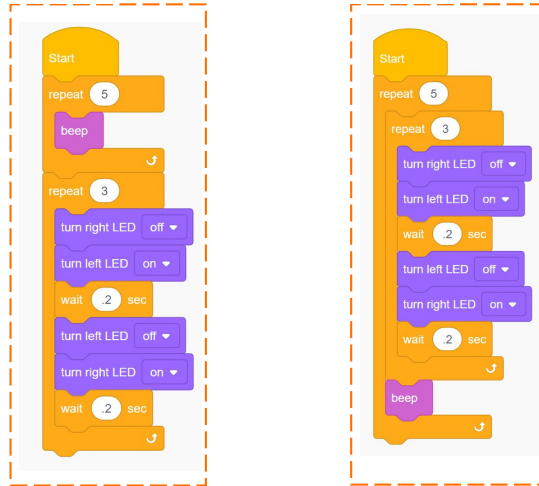 Start
repeat 5
beep
repeat 3
turn right LED off
turn left LED on
wait .2 sec
turn left LED off
turn right LED on
wait .2 sec
Start
repeat 5
repeat 3
turn right LED off
turn left LED on
wait .2 sec
turn left LED off
turn right LED on
wait .2 sec
beep